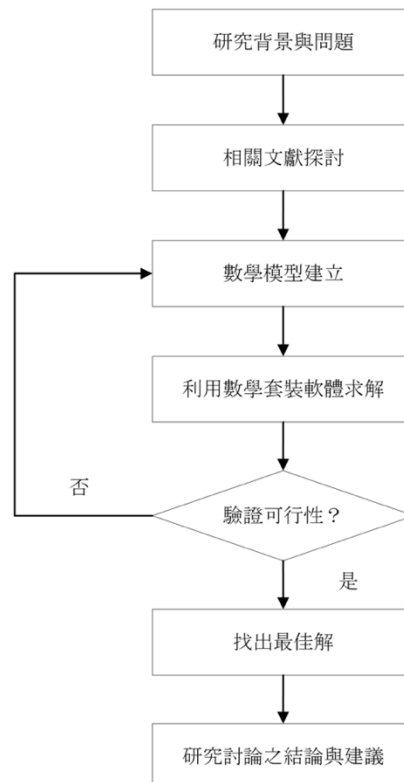 研究背景與問題
相關文獻探討
數學模型建立
利用數學套裝軟體求解
否
驗證可行性？
是
找出最佳解
研究討論之結論與建議